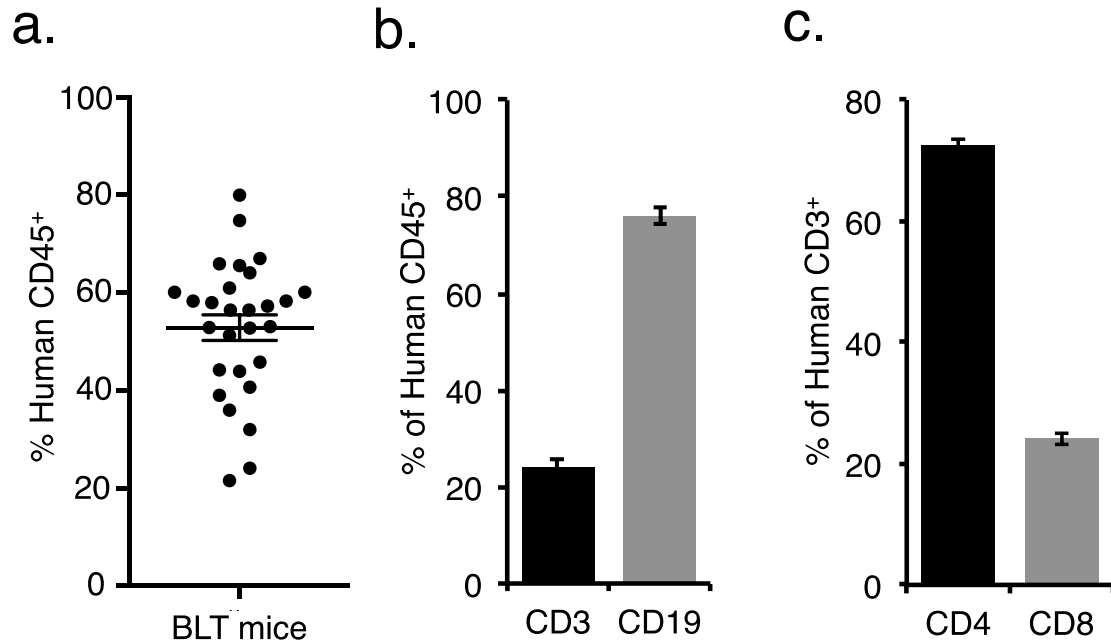 a.
% Human CD45⁺
100
80
60
40
20
0
BLT mice
b.
% of Human CD45⁺
100
80
60
40
20
0
CD3 CD19
c.
% of Human CD3⁺
80
60
40
20
0
CD4 CD8